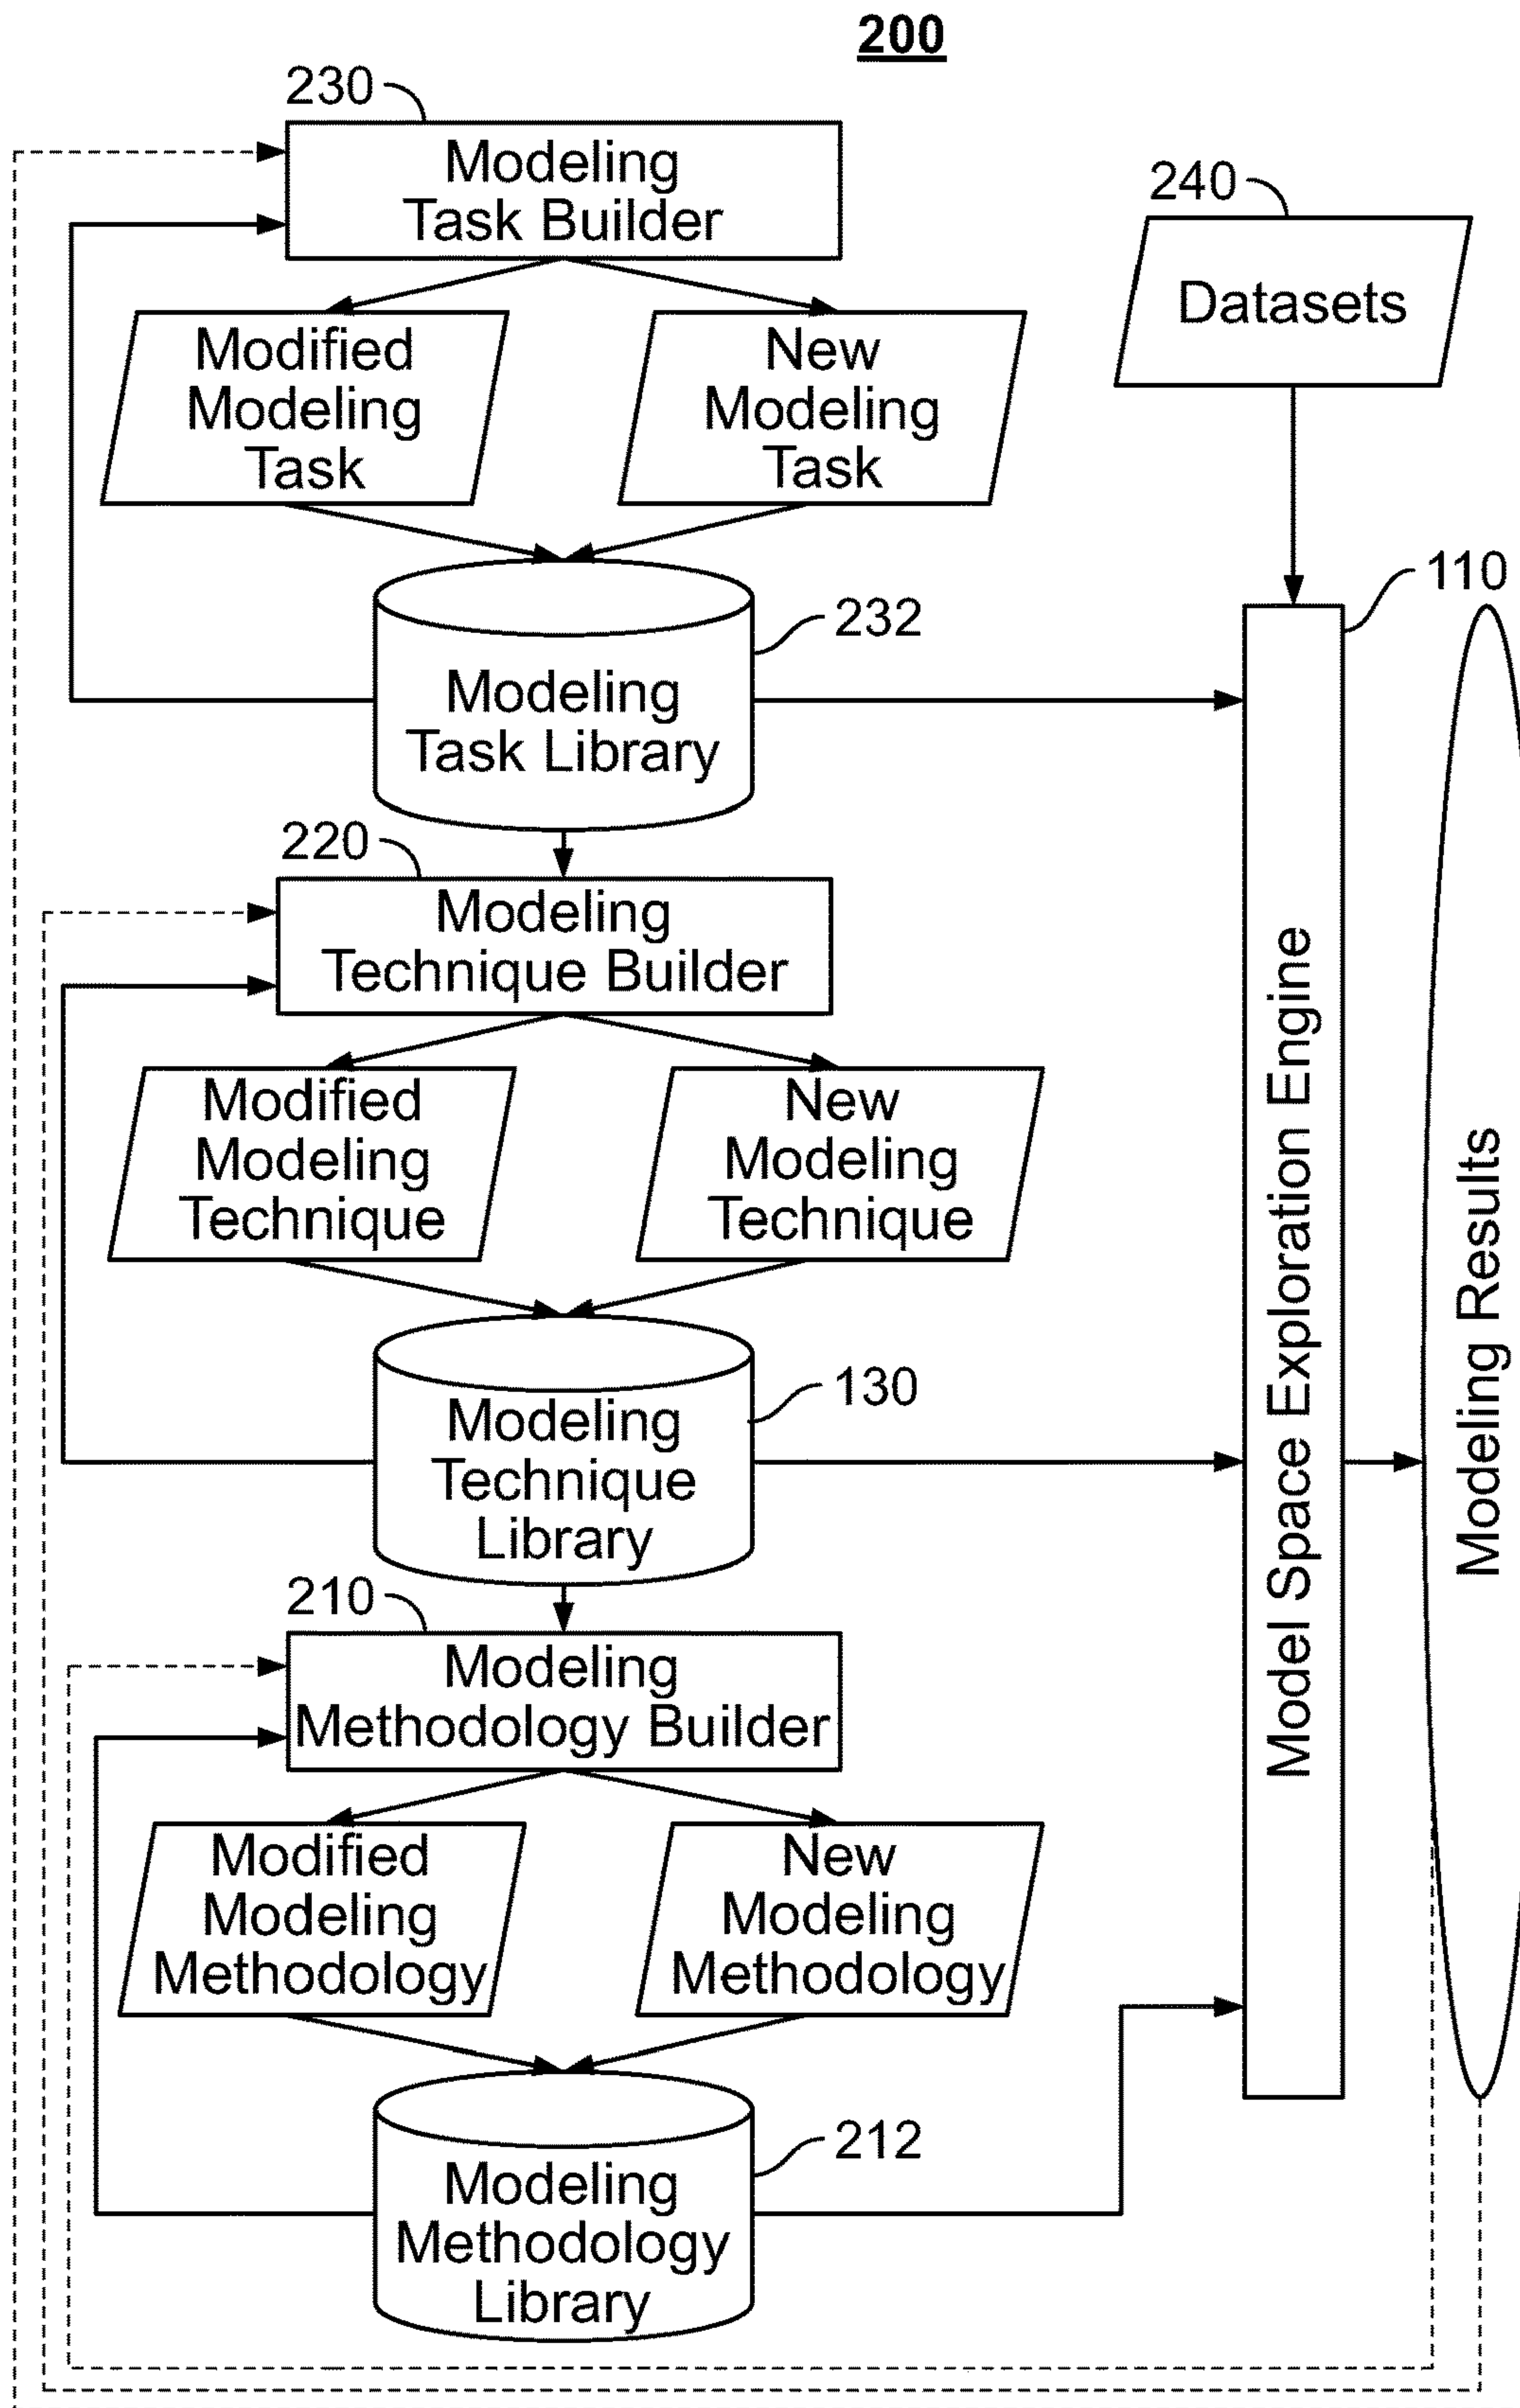 200
230
Modeling
Task Builder
240
Datasets
Modified
Modeling
Task
New
Modeling
Task
110
232
Modeling
Task Library
220
Modeling
Technique Builder
Modified
Modeling
Technique
New
Modeling
Technique
Model Space Exploration Engine
Modeling Results
130
Modeling
Technique
Library
210
Modeling
Methodology Builder
Modified
Modeling
Methodology
New
Modeling
Methodology
212
Modeling
Methodology
Library